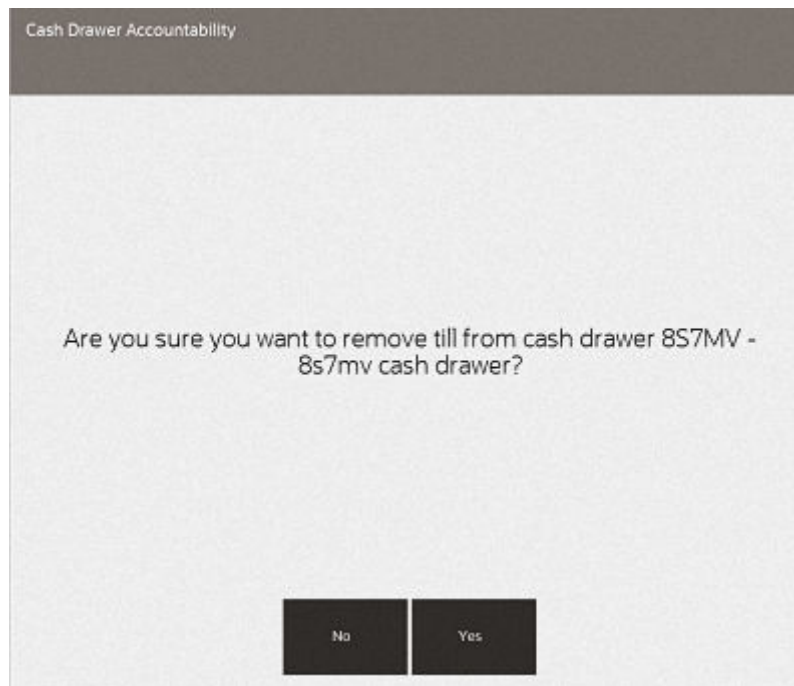 Cash Drawer Accountability
Are you sure you want to remove till from cash drawer 8S7MV -
8s7mv cash drawer?
No
Yes